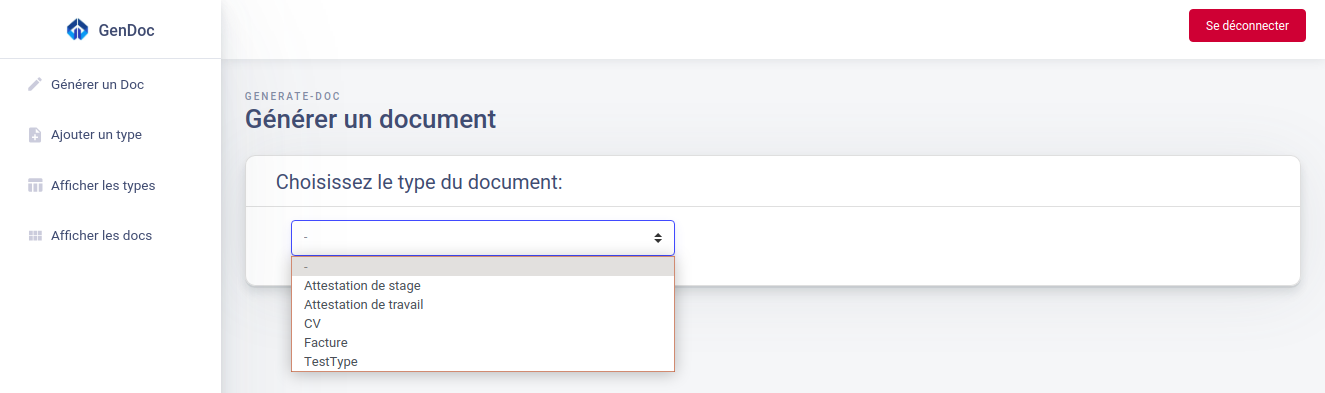 GenDoc
Se déconnecter
Générer un Doc
Ajouter un type
Afficher les types
Afficher les docs
GENERATE-DOC
Générer un document
Choisissez le type du document:
-
-
Attestation de stage
Attestation de travail
CV
Facture
TestType